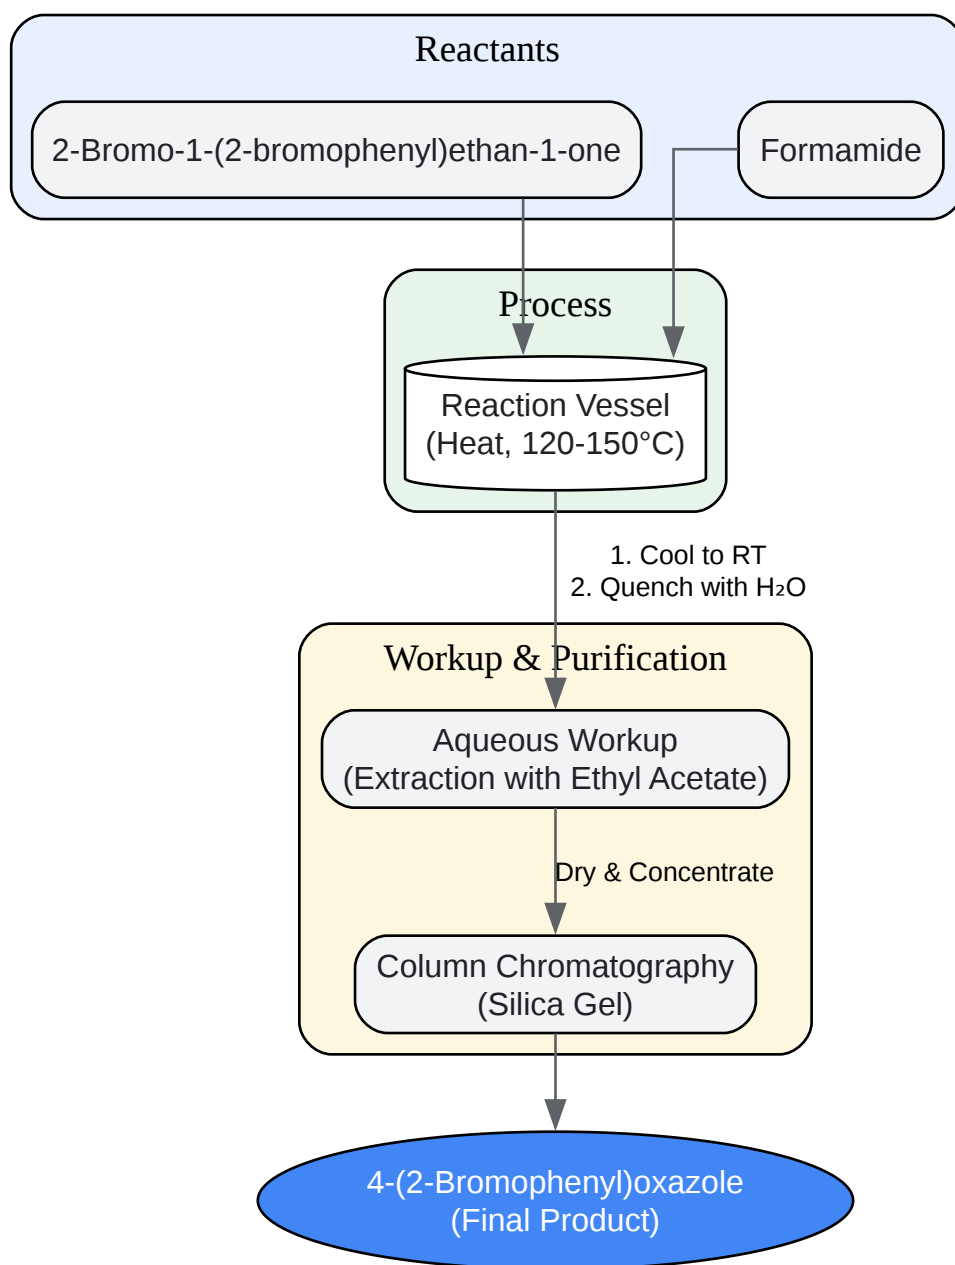 Reactants
2-Bromo-1-(2-bromophenyl)ethan-1-one
Formamide
Process
Reaction Vessel
(Heat, 120-150°C)
1. Cool to RT
2. Quench with H₂O
Workup & Purification
Aqueous Workup
(Extraction with Ethyl Acetate)
Dry & Concentrate
Column Chromatography
(Silica Gel)
4-(2-Bromophenyl)oxazole
(Final Product)